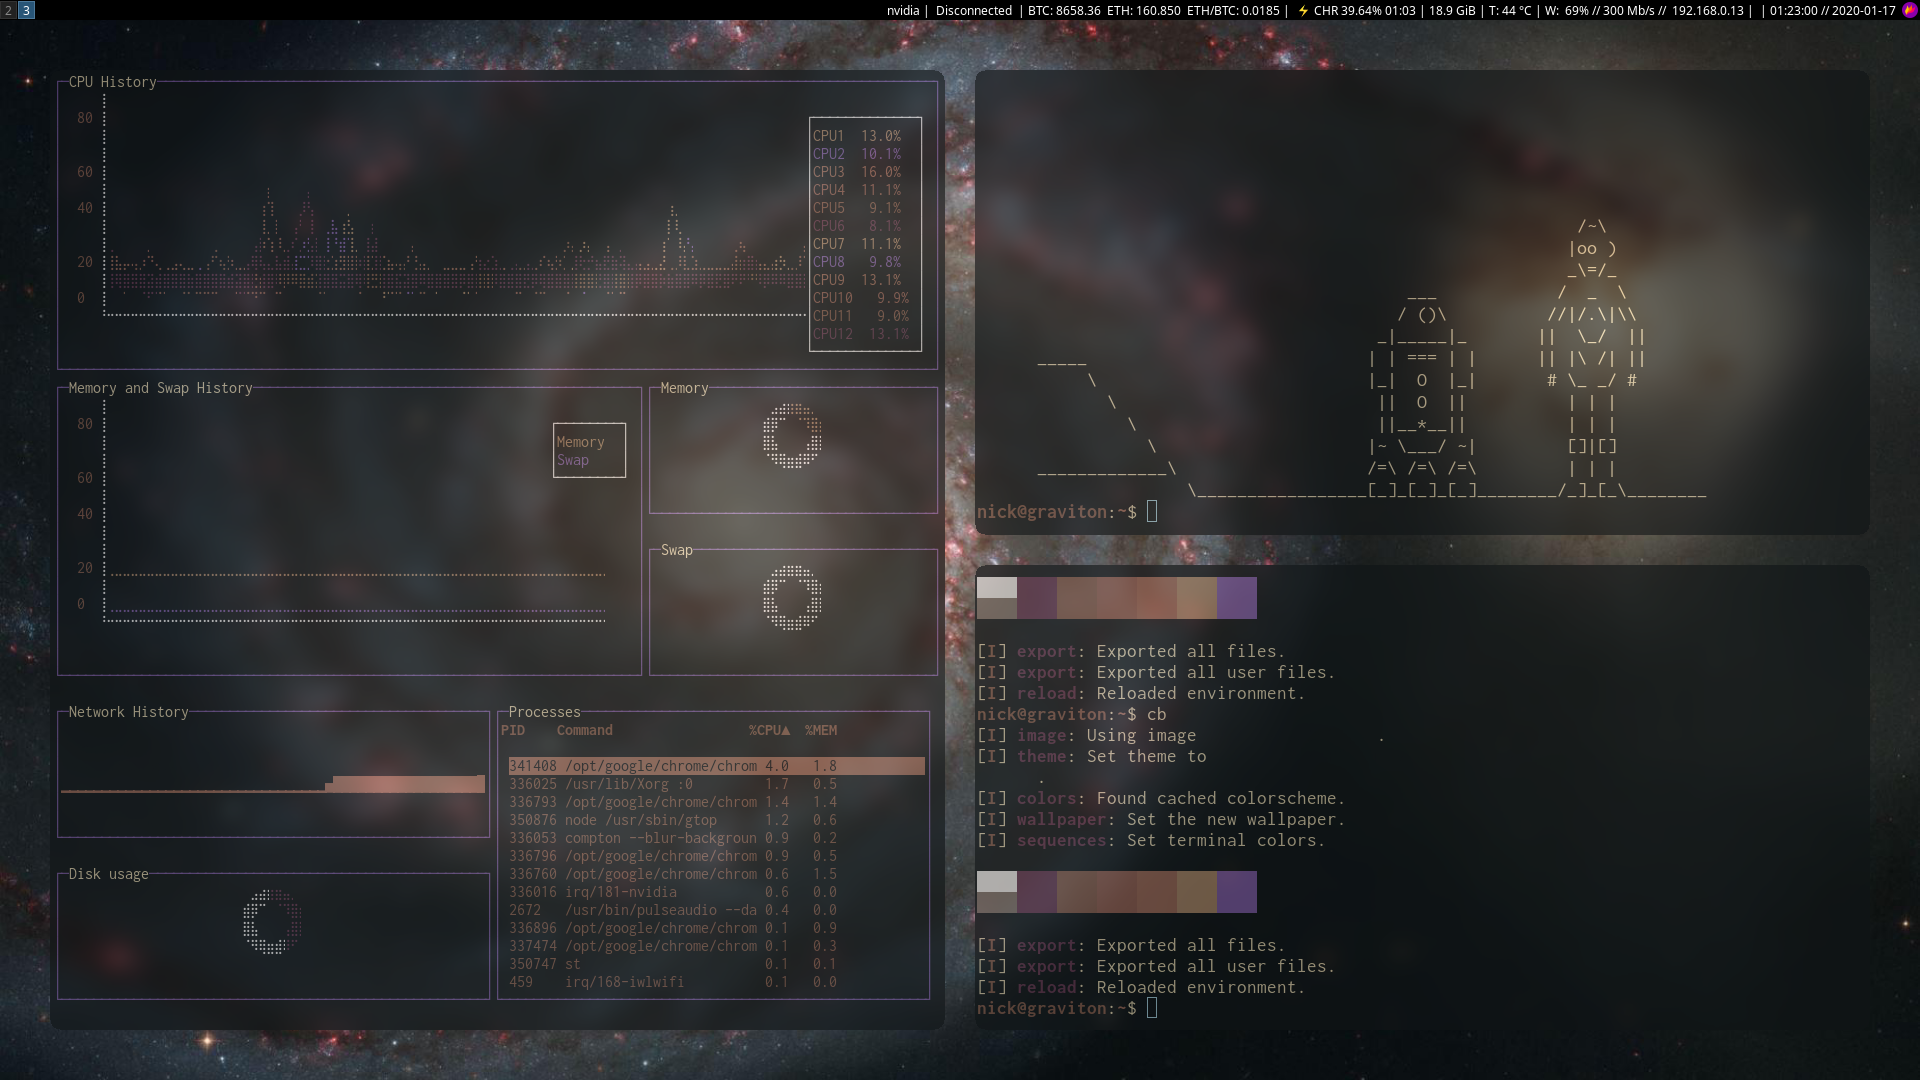 2 3
nvidia | Disconnected | BTC: 8658.36 ETH: 160.850 ETH/BTC: 0.0185 | ⚡ CHR 39.64% 01:03 | 18.9 GiB | T: 44 °C | W: 69% // 300 Mb/s // 192.168.0.13 | | 01:23:00 // 2020-01-17
CPU History
80
60
40
20
0
CPU1 13.0%
CPU2 10.1%
CPU3 16.0%
CPU4 11.1%
CPU5 9.1%
CPU6 8.1%
CPU7 11.1%
CPU8 9.8%
CPU9 13.1%
CPU10 9.9%
CPU11 9.0%
CPU12 13.1%
Memory and Swap History
80
60
40
20
0
Memory
Swap
Memory
Swap
Network History
Disk usage
Processes
PID Command %CPU▲ %MEM
341408 /opt/google/chrome/chrom 4.0 1.8
336025 /usr/lib/Xorg :0 1.7 0.5
336793 /opt/google/chrome/chrom 1.4 1.4
350876 node /usr/sbin/gtop 1.2 0.6
336053 compton --blur-backgroun 0.9 0.2
336796 /opt/google/chrome/chrom 0.9 0.5
336760 /opt/google/chrome/chrom 0.6 1.5
336016 irq/181-nvidia 0.6 0.0
2672 /usr/bin/pulseaudio --da 0.4 0.0
336896 /opt/google/chrome/chrom 0.1 0.9
337474 /opt/google/chrome/chrom 0.1 0.3
350747 st 0.1 0.1
459 irq/168-iwlwifi 0.1 0.0
nick@graviton:~$
[I] export: Exported all files.
[I] export: Exported all user files.
[I] reload: Reloaded environment.
nick@graviton:~$ cb
[I] image: Using image .
[I] theme: Set theme to
.
[I] colors: Found cached colorscheme.
[I] wallpaper: Set the new wallpaper.
[I] sequences: Set terminal colors.
[I] export: Exported all files.
[I] export: Exported all user files.
[I] reload: Reloaded environment.
nick@graviton:~$